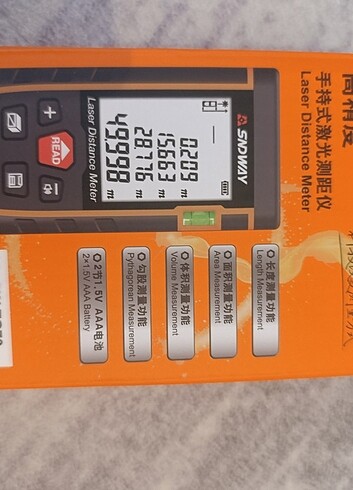 高精度
手持式激光测距仪
Laser Distance Meter
SNDWAY
0.209 m
15.663 m
28.776 m
49.998 m
Laser Distance Meter
READ
长度测量功能
Length Measurement
面积测量功能
Area Measurement
体积测量功能
Volume Measurement
勾股测量功能
Pythagorean Measurement
2节1.5V AAA电池
2*1.5V AAA Battery